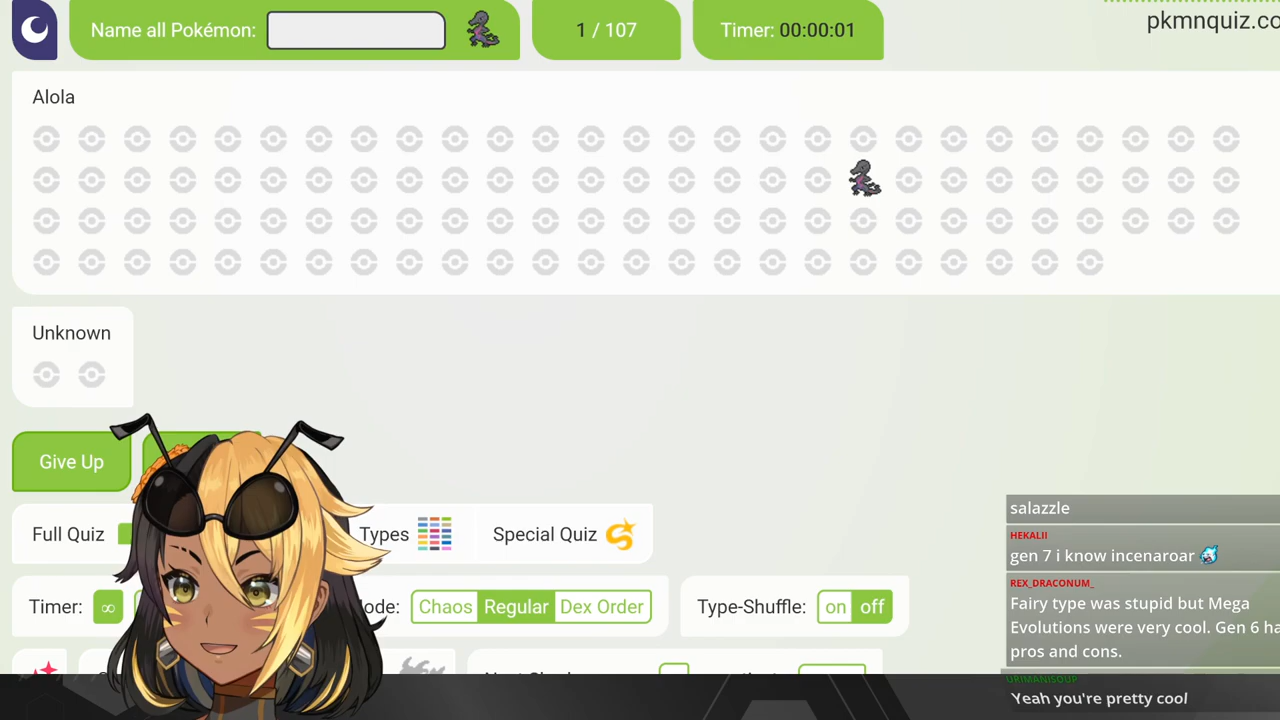 Name all Pokémon:
1 / 107
Timer: 00:00:01
pkmnquiz.co
Alola
Unknown
Give Up
Full Quiz
Types
Special Quiz
Timer: ∞
Chaos Regular Dex Order
Type-Shuffle: on off
salazzle
HEKALII
gen 7 i know incenaroar
REX_DRACONUM_
Fairy type was stupid but Mega
Evolutions were very cool. Gen 6 ha
pros and cons.
URIMANISOUP
Yeah you're pretty cool